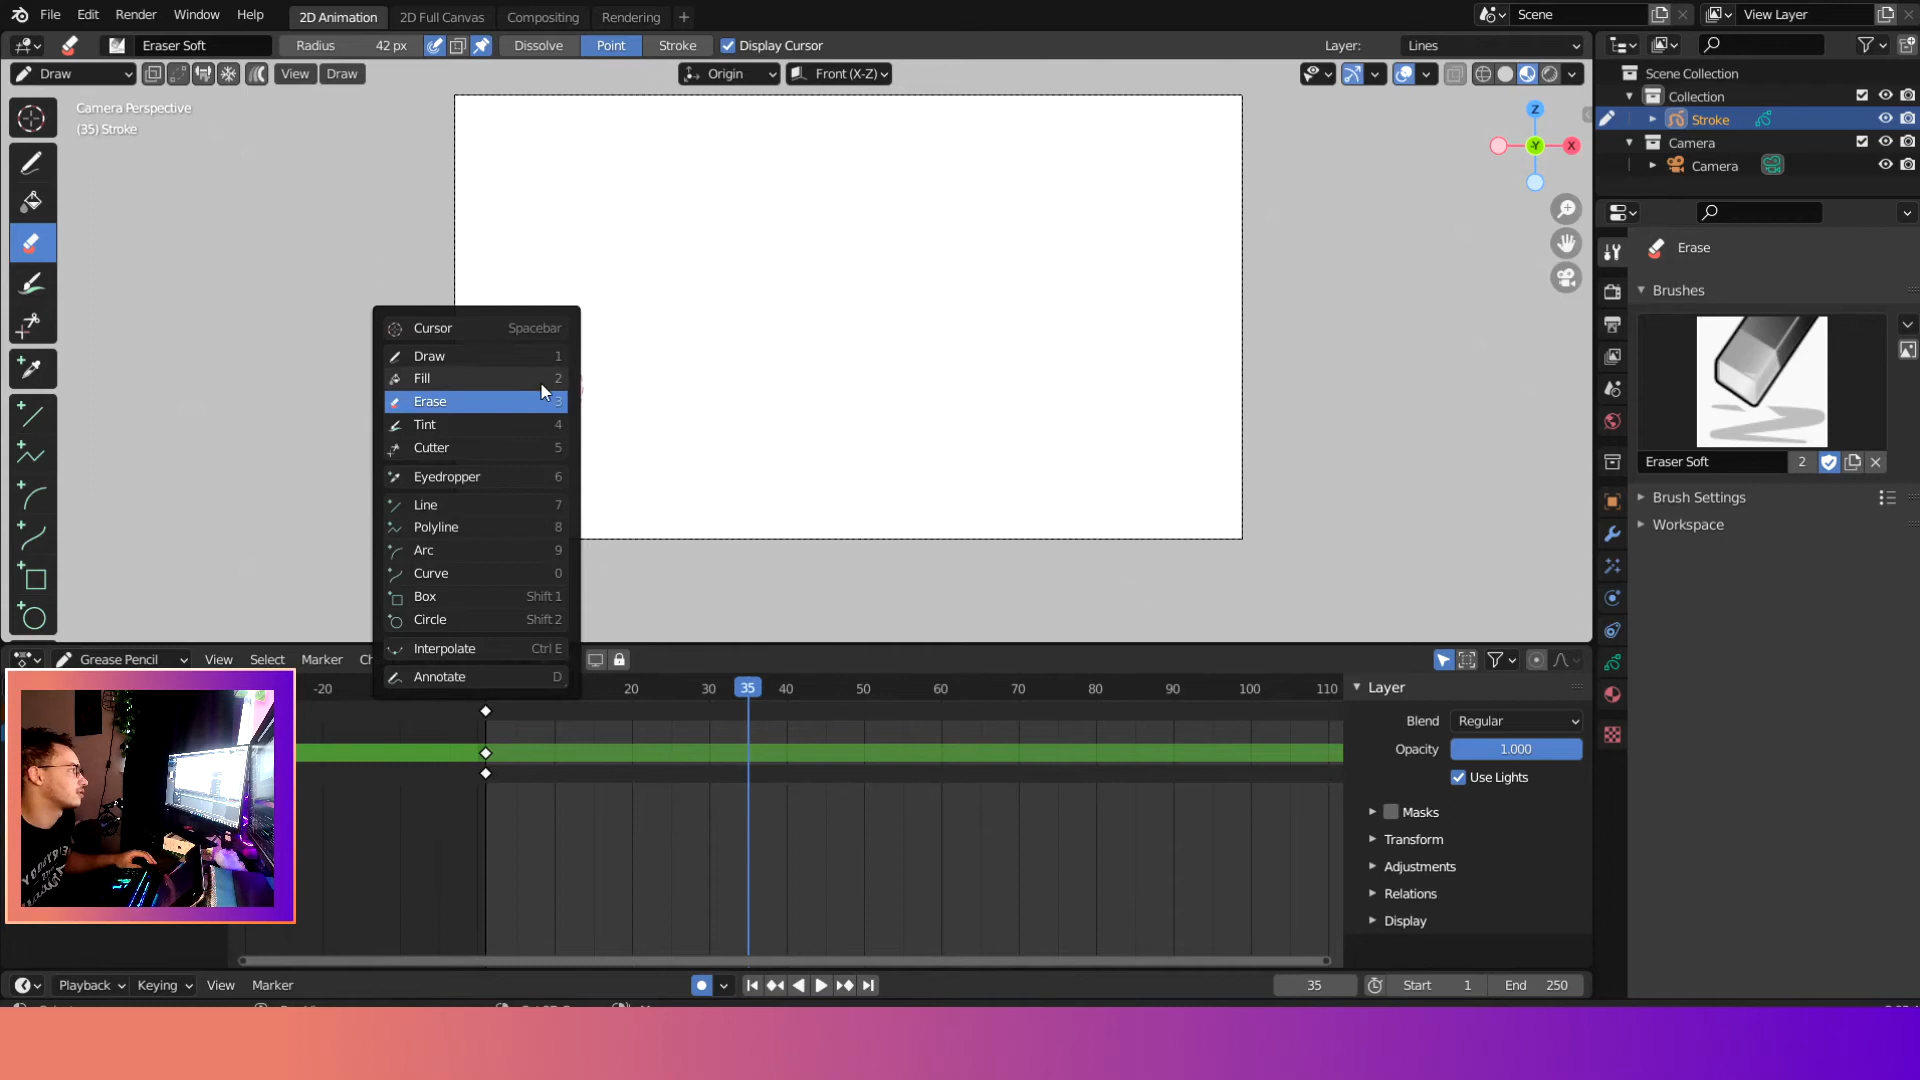 File Edit Render Window Help 2D Animation 2D Full Canvas Compositing Rendering + Scene View Layer
Eraser Soft Radius 42 px Dissolve Point Stroke Display Cursor Layer: Lines
Draw View Draw Origin Front (X-Z)
Camera Perspective
(35) Stroke
Z
-Y
X
Cursor Spacebar
Draw 1
Fill 2
Erase 3
Tint 4
Cutter 5
Eyedropper 6
Line 7
Polyline 8
Arc 9
Curve 0
Box Shift 1
Circle Shift 2
Interpolate Ctrl E
Annotate D
Scene Collection
Collection
Stroke
Camera
Camera
Erase
Brushes
Eraser Soft 2
Brush Settings
Workspace
Grease Pencil View Select Marker
-20 20 30 35 40 50 60 70 80 90 100 110
Layer
Blend Regular
Opacity 1.000
Use Lights
Masks
Transform
Adjustments
Relations
Display
Playback Keying View Marker 35 Start 1 End 250